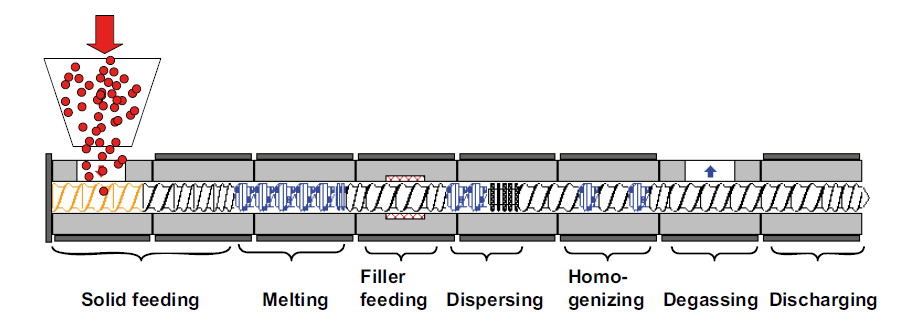 Solid feeding
Melting
Filler
feeding
Dispersing
Homo-
genizing
Degassing
Discharging